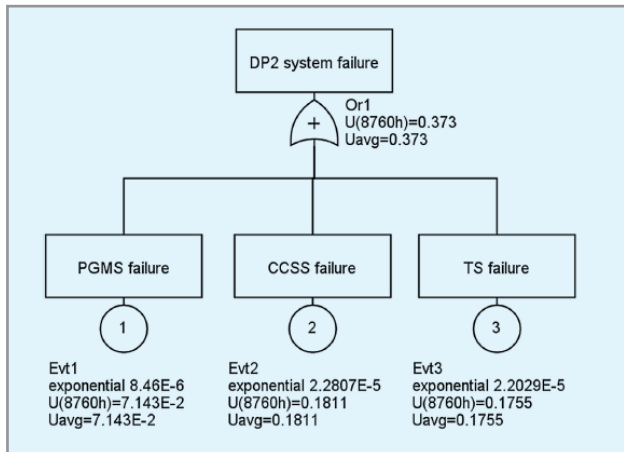 DP2 system failure
+
Or1
U(8760h)=0.373
Uavg=0.373
PGMS failure
CCSS failure
TS failure
1
2
3
Evt1
exponential 8.46E-6
U(8760h)=7.143E-2
Uavg=7.143E-2
Evt2
exponential 2.2807E-5
U(8760h)=0.1811
Uavg=0.1811
Evt3
exponential 2.2029E-5
U(8760h)=0.1755
Uavg=0.1755